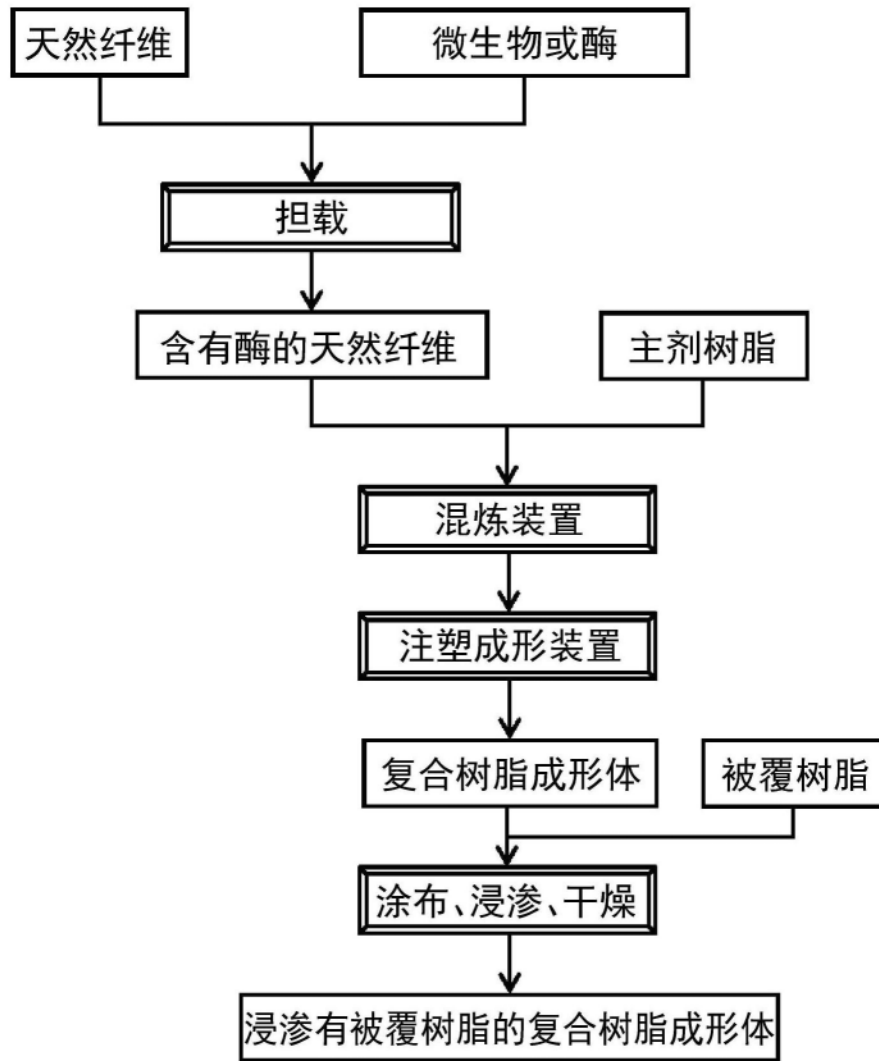 天然纤维
微生物或酶
担载
含有酶的天然纤维
主剂树脂
混炼装置
注塑成形装置
复合树脂成形体
被覆树脂
涂布、浸渗、干燥
浸渗有被覆树脂的复合树脂成形体